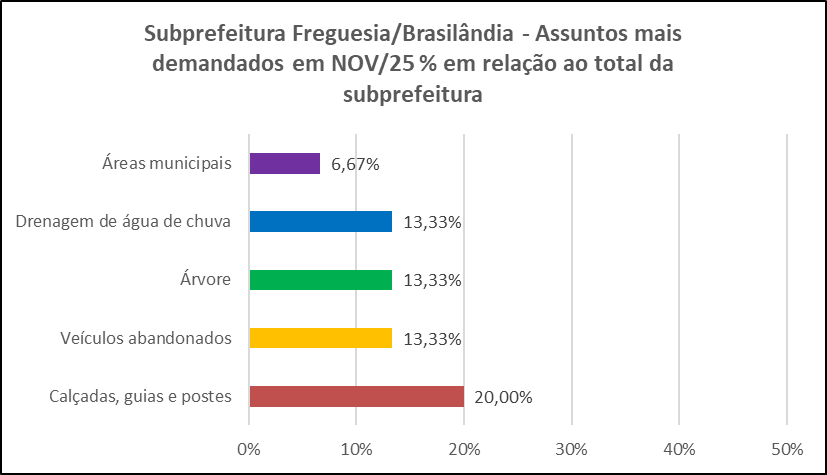 Subprefeitura Freguesia/Brasilândia - Assuntos mais
demandados em NOV/25 % em relação ao total da
subprefeitura
Áreas municipais 6,67%
Drenagem de água de chuva 13,33%
Árvore 13,33%
Veículos abandonados 13,33%
Calçadas, guias e postes 20,00%
0% 10% 20% 30% 40% 50%